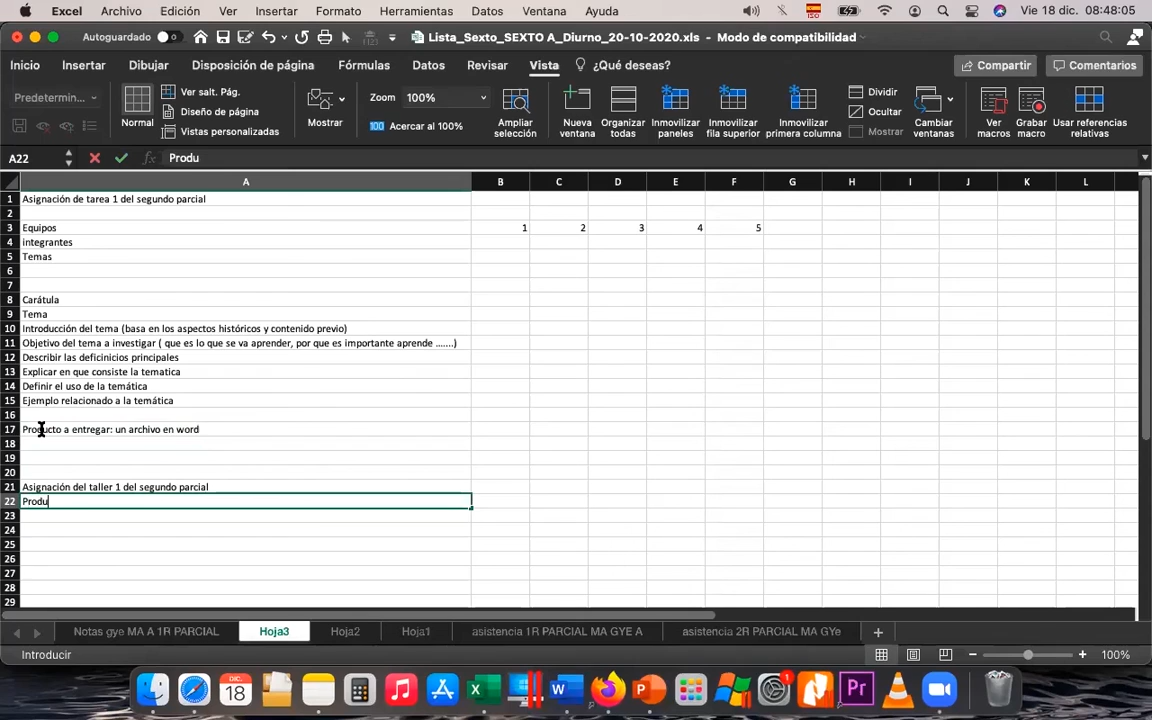 Excel Archivo Edición Ver Insertar Formato Herramientas Datos Ventana Ayuda ISO Vie 18 dic. 08:48:05
Autoguardado Lista_Sexto_SEXTO A_Diurno_20-10-2020.xls - Modo de compatibilidad
Inicio Insertar Dibujar Disposición de página Fórmulas Datos Revisar Vista ¿Qué deseas? Compartir Comentarios
Predetermin... Normal Ver salt. Pág. Diseño de página Vistas personalizadas Mostrar Zoom 100% 100 Acercar al 100% Ampliar selección Nueva ventana Organizar todas Inmovilizar paneles Inmovilizar fila superior Inmovilizar primera columna Dividir Ocultar Mostrar Cambiar ventanas Ver macros Grabar macro Usar referencias relativas
A22 fx Produ
A B C D E F G H I J K L
1 Asignación de tarea 1 del segundo parcial
2
3 Equipos 1 2 3 4 5
4 integrantes
5 Temas
6
7
8 Carátula
9 Tema
10 Introducción del tema (basa en los aspectos históricos y contenido previo)
11 Objetivo del tema a investigar ( que es lo que se va aprender, por que es importante aprende .......)
12 Describir las deficinicios principales
13 Explicar en que consiste la tematica
14 Definir el uso de la temática
15 Ejemplo relacionado a la temática
16
17 Producto a entregar: un archivo en word
18
19
20
21 Asignación del taller 1 del segundo parcial
22 Produ
23
24
25
26
27
28
29
Notas gye MA A 1R PARCIAL Hoja3 Hoja2 Hoja1 asistencia 1R PARCIAL MA GYE A asistencia 2R PARCIAL MA GYe
Introducir 100%
DIC. 18 1 Pr